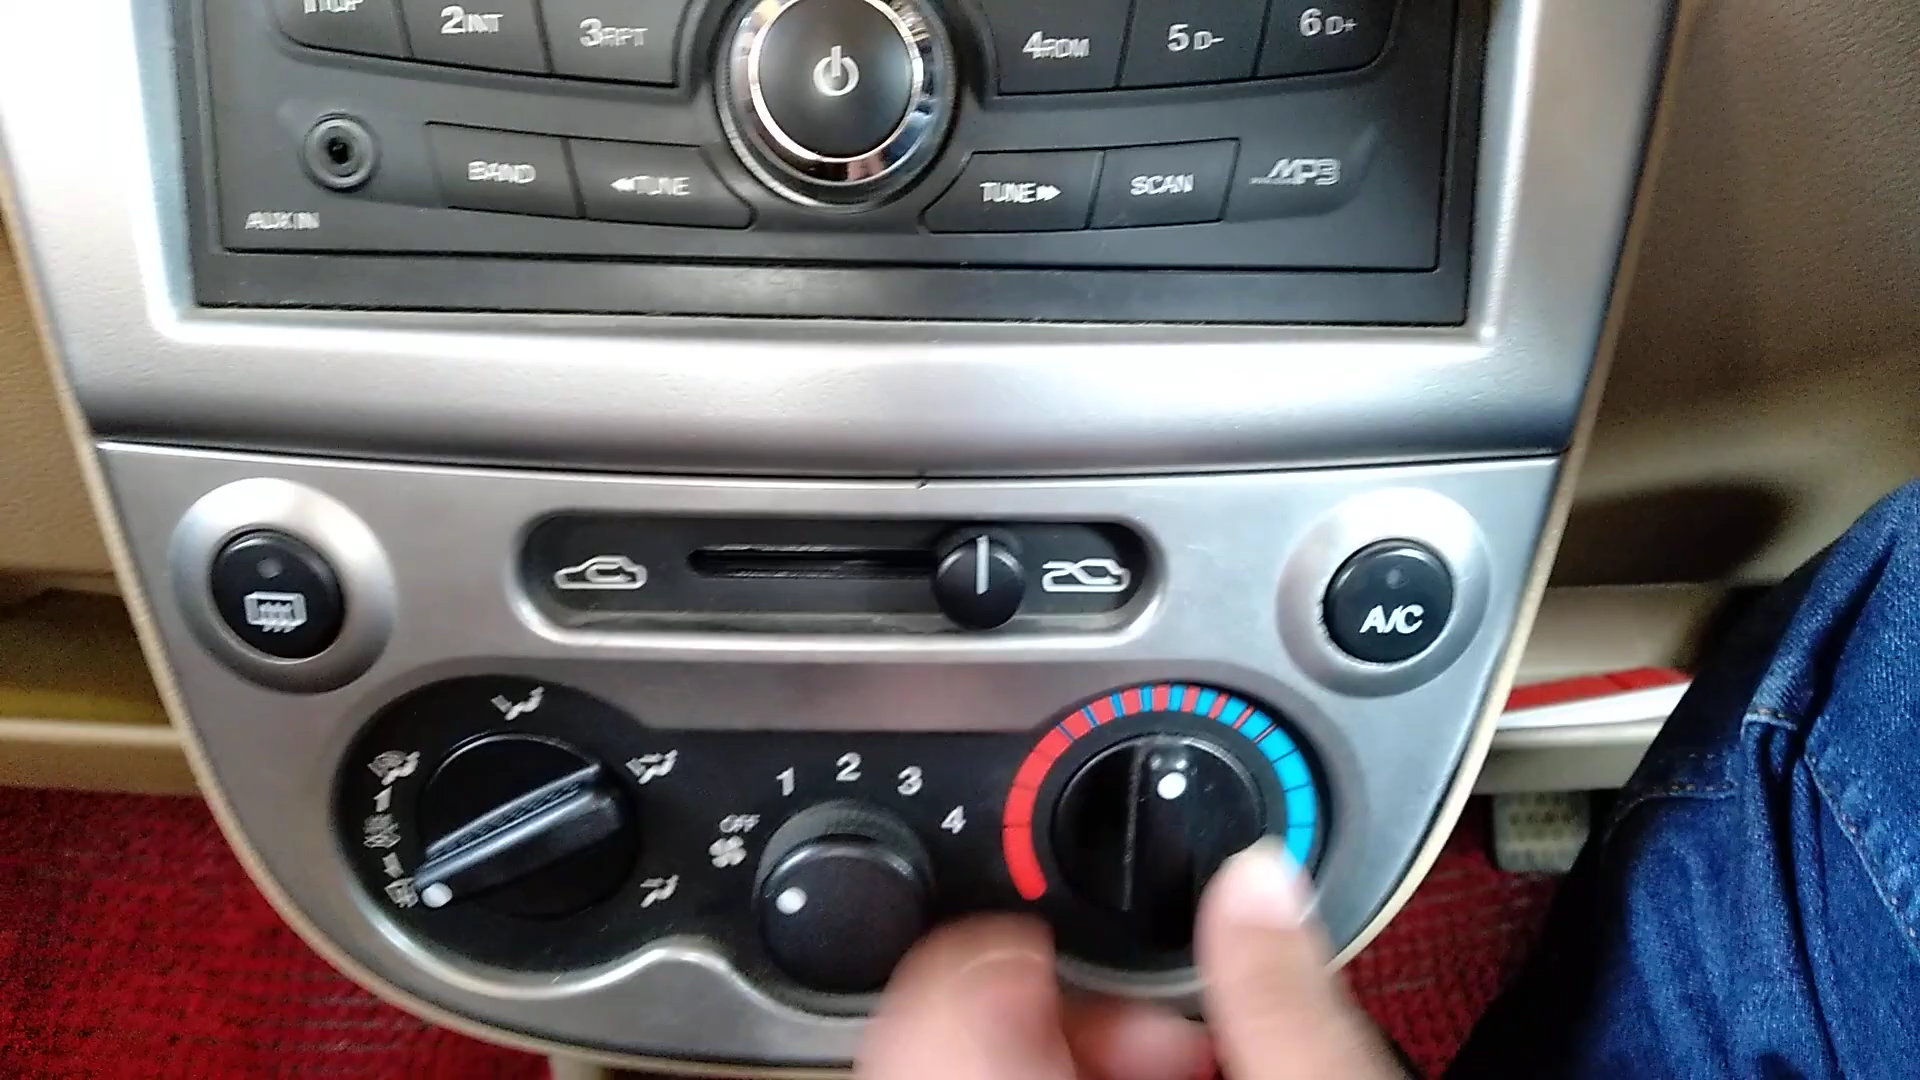 2INT
3RPT
4RDM
5D-
6D+
BAND
◀◀TUNE
TUNE▶▶
SCAN
MP3
AUX IN
A/C
1
2
3
4
OFF